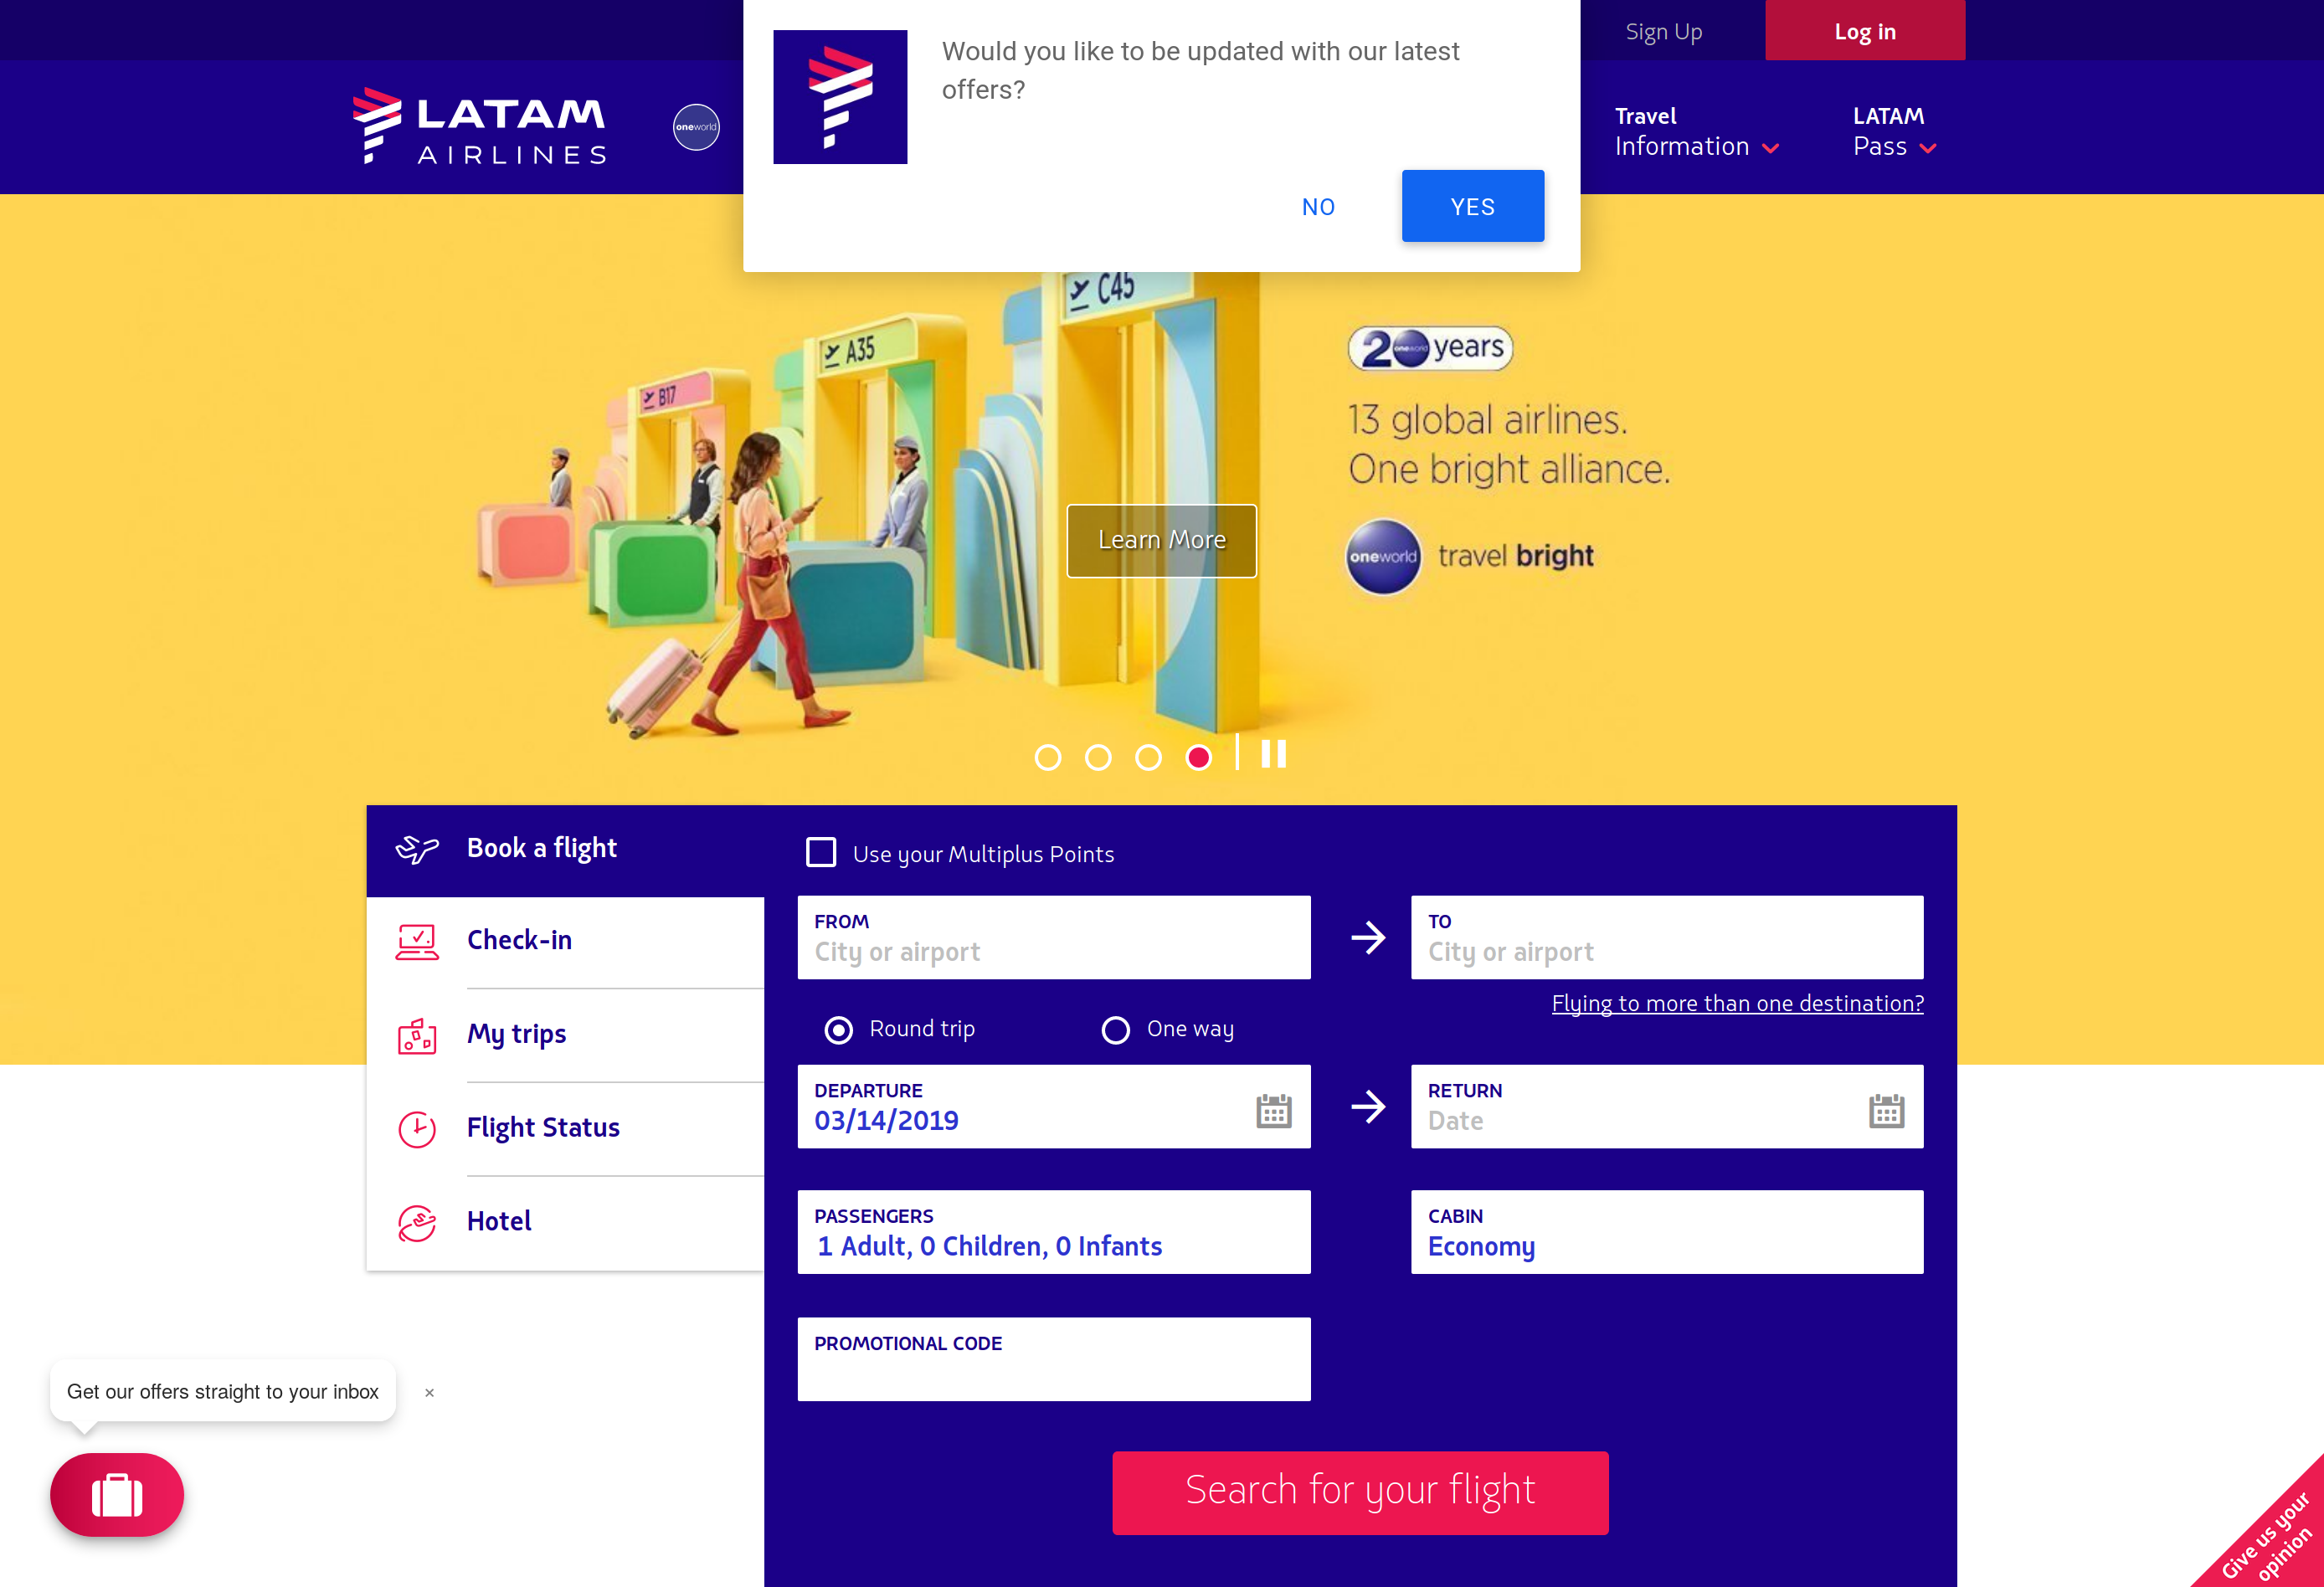 Would you like to be updated with our latest
offers?
NO
YES
Sign Up
Log in
LATAM
AIRLINES
oneworld
Travel
Information
LATAM
Pass
B17
A35
C45
20 years
oneworld
13 global airlines.
One bright alliance.
oneworld travel bright
Learn More
Book a flight
Check-in
My trips
Flight Status
Hotel
Use your Multiplus Points
FROM
City or airport
TO
City or airport
Flying to more than one destination?
Round trip
One way
DEPARTURE
03/14/2019
RETURN
Date
PASSENGERS
1 Adult, 0 Children, 0 Infants
CABIN
Economy
PROMOTIONAL CODE
Search for your flight
Get our offers straight to your inbox
×
Give us your
opinion